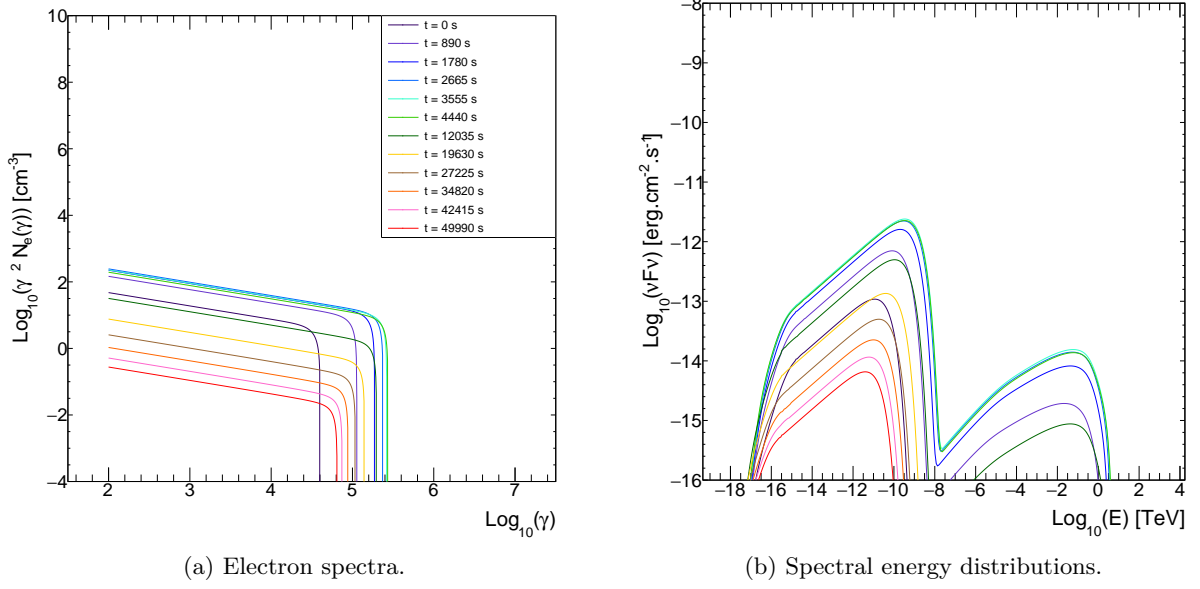 10
8
6
4
2
0
−2
−4
2
3
4
5
6
7
Log10(γ² Ne(γ)) [cm-3]
Log10(γ)
t = 0 s
t = 890 s
t = 1780 s
t = 2665 s
t = 3555 s
t = 4440 s
t = 12035 s
t = 19630 s
t = 27225 s
t = 34820 s
t = 42415 s
t = 49990 s
(a) Electron spectra.
−8
−9
−10
−11
−12
−13
−14
−15
−16
−18 −16 −14 −12 −10 −8 −6 −4 −2 0 2 4
Log10(νFν) [erg.cm-2.s-1]
Log10(E) [TeV]
(b) Spectral energy distributions.